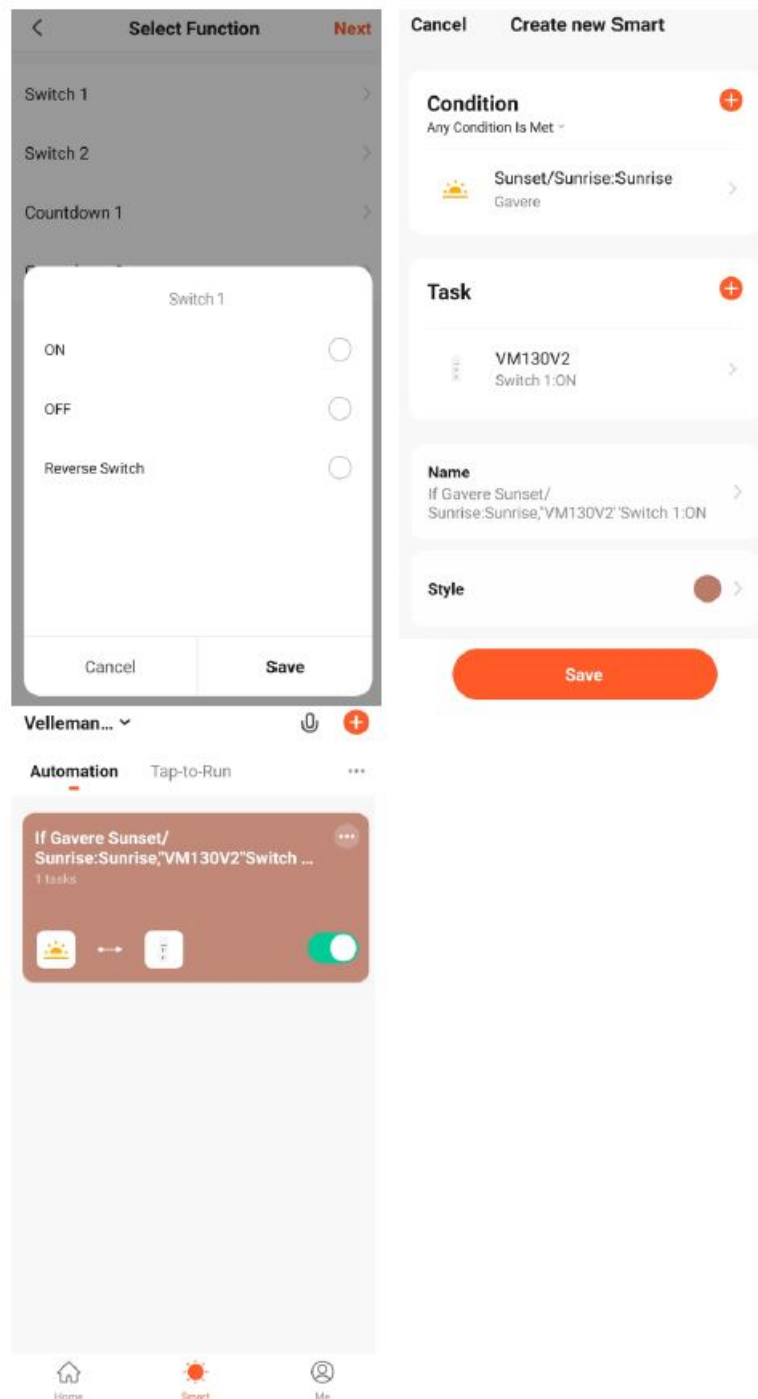 Select Function
Next
Switch 1
Switch 2
Countdown 1
Switch 1
ON
OFF
Reverse Switch
Cancel
Save
Cancel
Create new Smart
Condition
Any Condition Is Met
Sunset/Sunrise:Sunrise
Gavere
Task
VM130V2
Switch 1:ON
Name
If Gavere Sunset/
Sunrise:Sunrise,"VM130V2"Switch 1:ON
Style
Save
Velleman...
Automation
Tap-to-Run
If Gavere Sunset/
Sunrise:Sunrise,"VM130V2"Switch ...
1 tasks
Home
Smart
Me